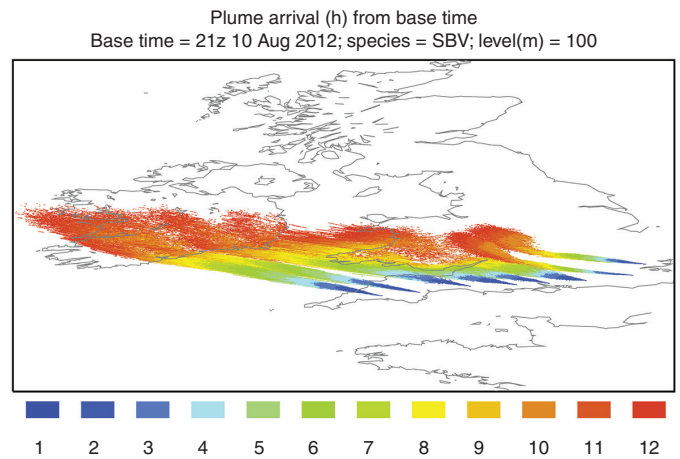 Plume arrival (h) from base time
Base time = 21z 10 Aug 2012; species = SBV; level(m) = 100
1 2 3 4 5 6 7 8 9 10 11 12